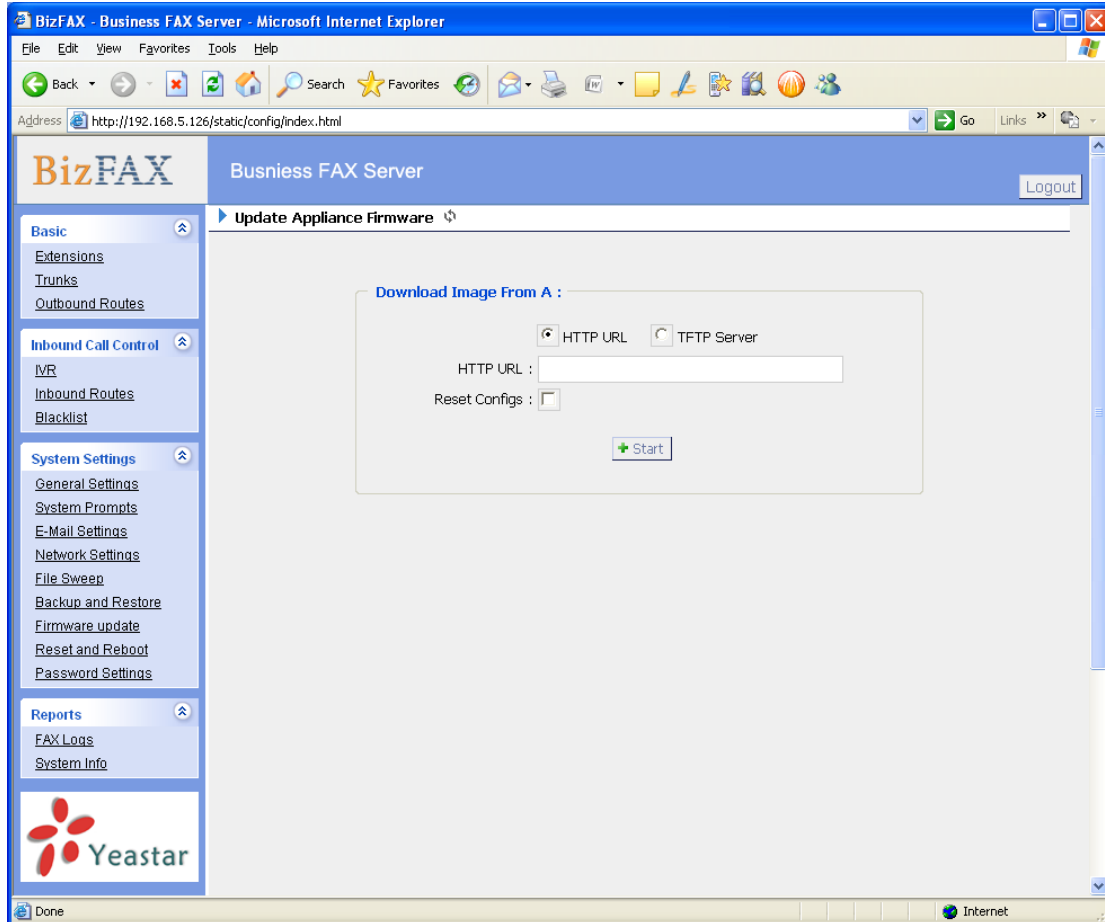 BizFAX - Business FAX Server - Microsoft Internet Explorer
File Edit View Favorites Tools Help
Back Search Favorites
Address http://192.168.5.126/static/config/index.html Go Links »
BizFAX
Busniess FAX Server
Logout
Update Appliance Firmware
Basic
Extensions
Trunks
Outbound Routes
Inbound Call Control
IVR
Inbound Routes
Blacklist
System Settings
General Settings
System Prompts
E-Mail Settings
Network Settings
File Sweep
Backup and Restore
Firmware update
Reset and Reboot
Password Settings
Reports
FAX Logs
System Info
Yeastar
Download Image From A :
HTTP URL TFTP Server
HTTP URL :
Reset Configs :
Start
Done Internet